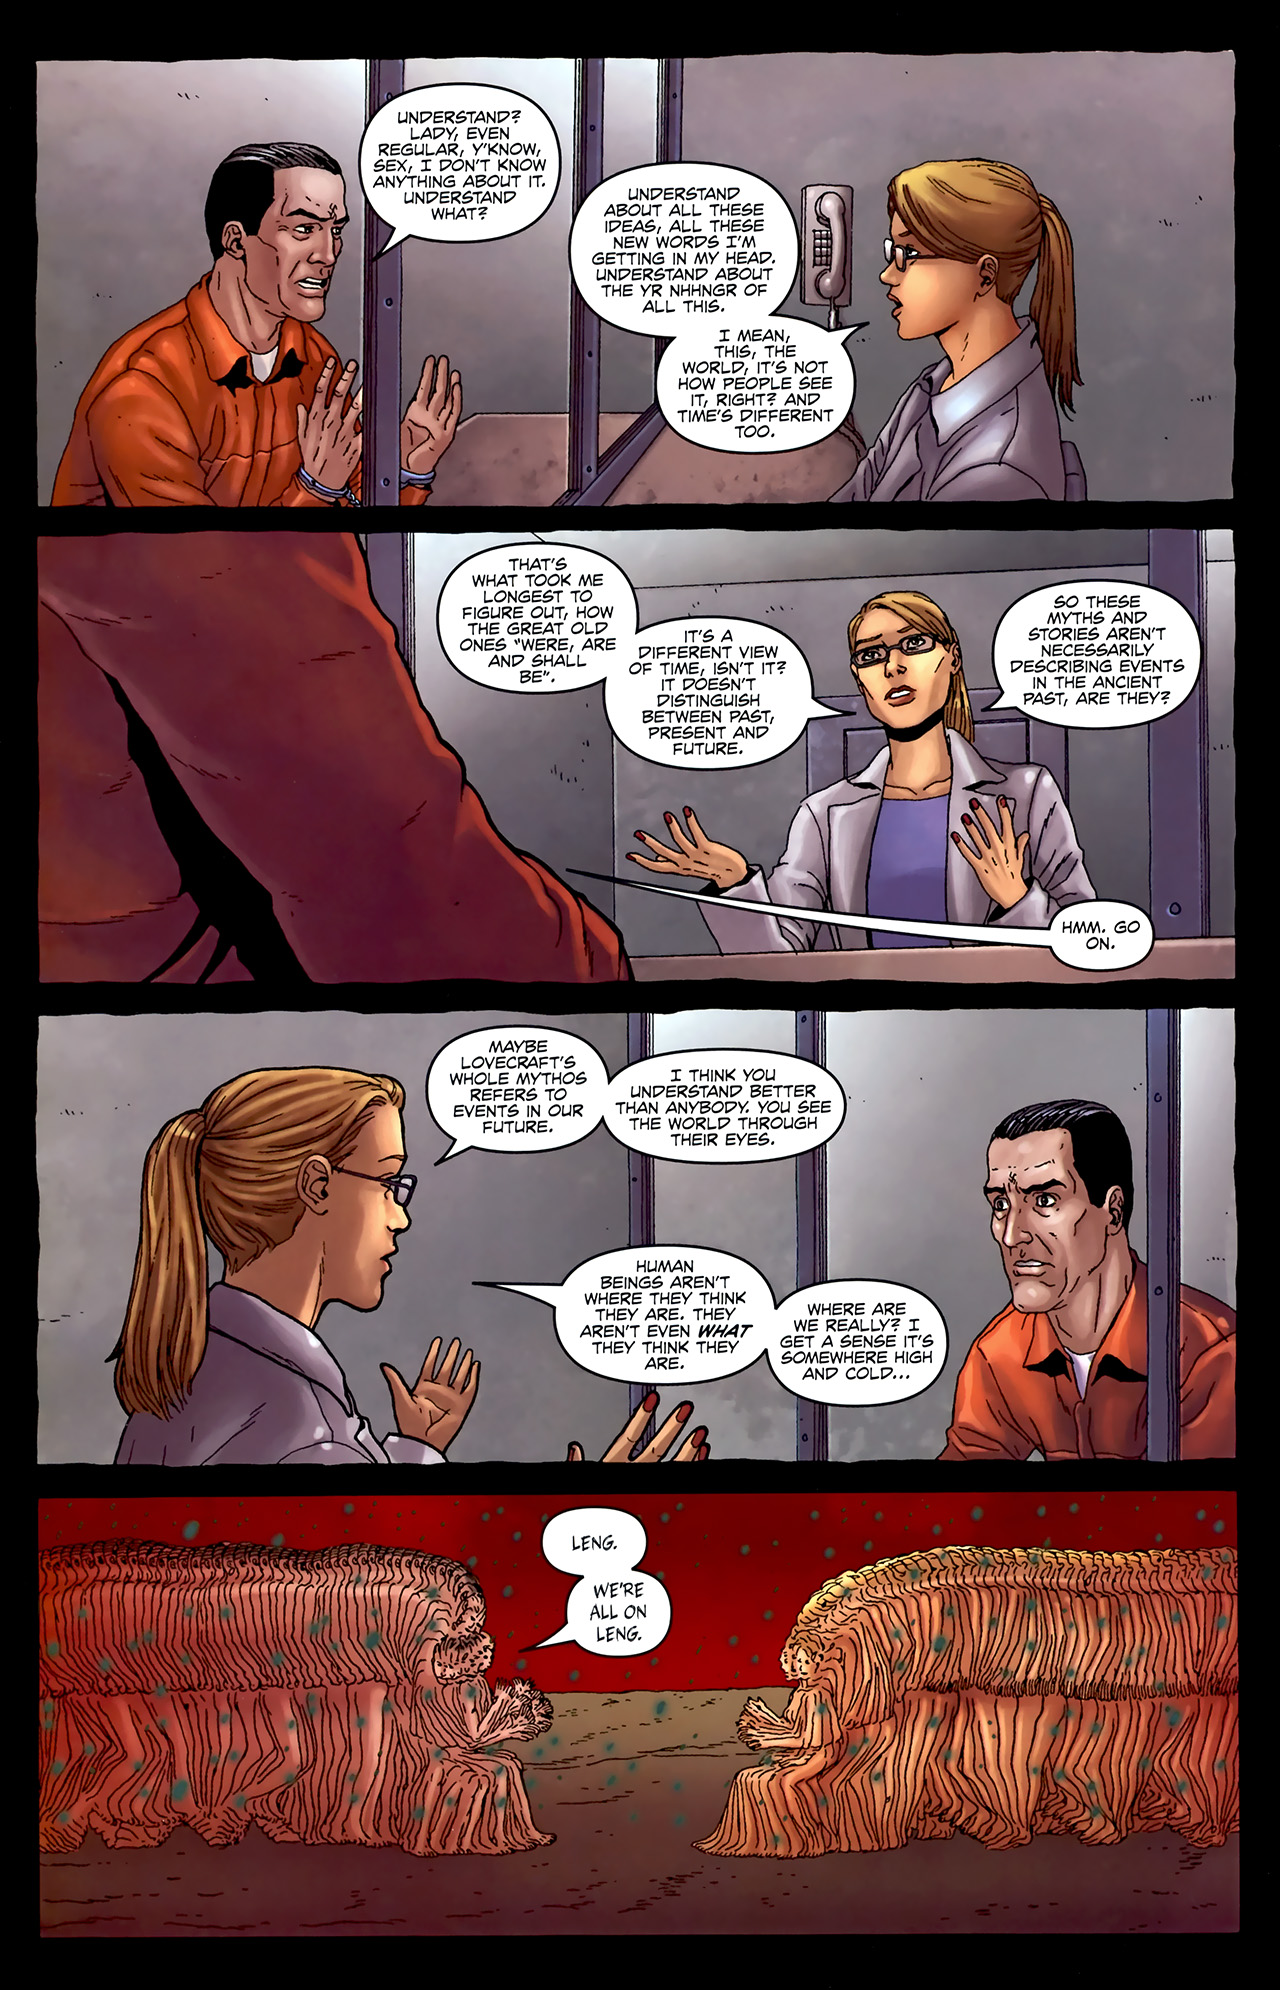 UNDERSTAND?
LADY, EVEN
REGULAR, Y'KNOW,
SEX, I DON'T KNOW
ANYTHING ABOUT IT.
UNDERSTAND
WHAT?
UNDERSTAND
ABOUT ALL THESE
IDEAS, ALL THESE
NEW WORDS I'M
GETTING IN MY HEAD.
UNDERSTAND ABOUT
THE YR NHHNGR OF
ALL THIS.
I MEAN,
THIS, THE
WORLD, IT'S NOT
HOW PEOPLE SEE
IT, RIGHT? AND
TIME'S DIFFERENT
TOO.
THAT'S
WHAT TOOK ME
LONGEST TO
FIGURE OUT, HOW
THE GREAT OLD
ONES "WERE, ARE
AND SHALL
BE".
IT'S A
DIFFERENT VIEW
OF TIME, ISN'T IT?
IT DOESN'T
DISTINGUISH
BETWEEN PAST,
PRESENT AND
FUTURE.
SO THESE
MYTHS AND
STORIES AREN'T
NECESSARILY
DESCRIBING EVENTS
IN THE ANCIENT
PAST, ARE THEY?
HMM. GO
ON.
MAYBE
LOVECRAFT'S
WHOLE MYTHOS
REFERS TO
EVENTS IN OUR
FUTURE.
I THINK YOU
UNDERSTAND BETTER
THAN ANYBODY. YOU SEE
THE WORLD THROUGH
THEIR EYES.
HUMAN
BEINGS AREN'T
WHERE THEY THINK
THEY ARE. THEY
AREN'T EVEN WHAT
THEY THINK THEY
ARE.
WHERE ARE
WE REALLY? I
GET A SENSE IT'S
SOMEWHERE HIGH
AND COLD...
LENG.
WE'RE
ALL ON
LENG.